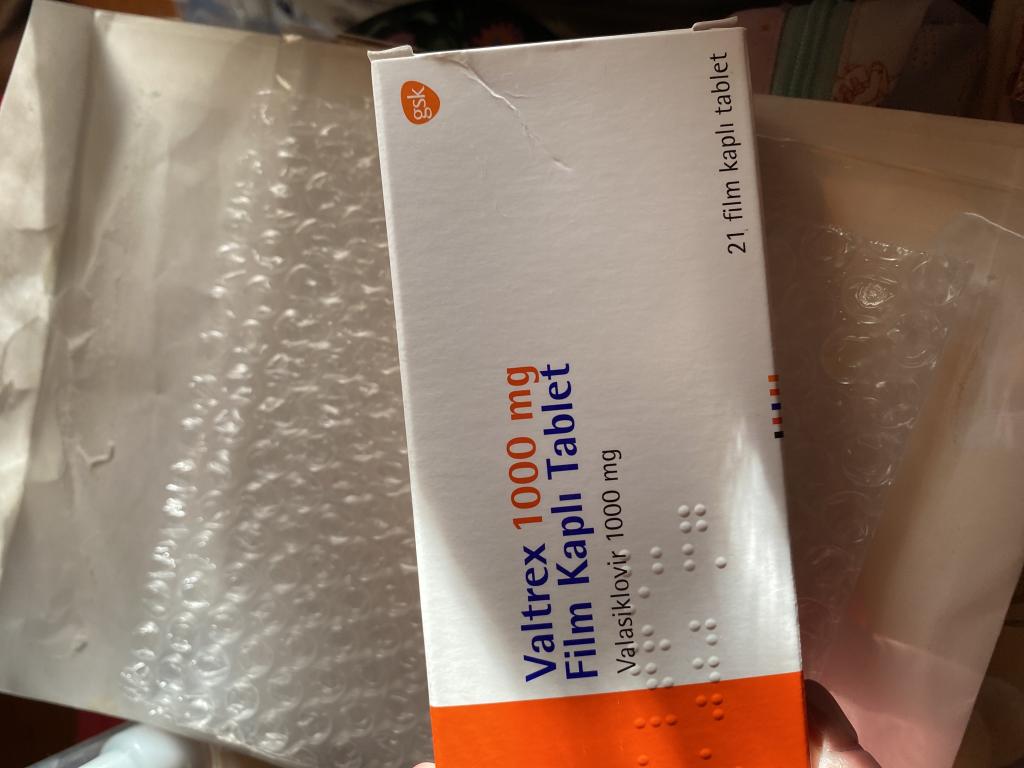 gsk
21 film kaplı tablet
Valtrex 1000 mg
Film Kaplı Tablet
Valasiklovir 1000 mg